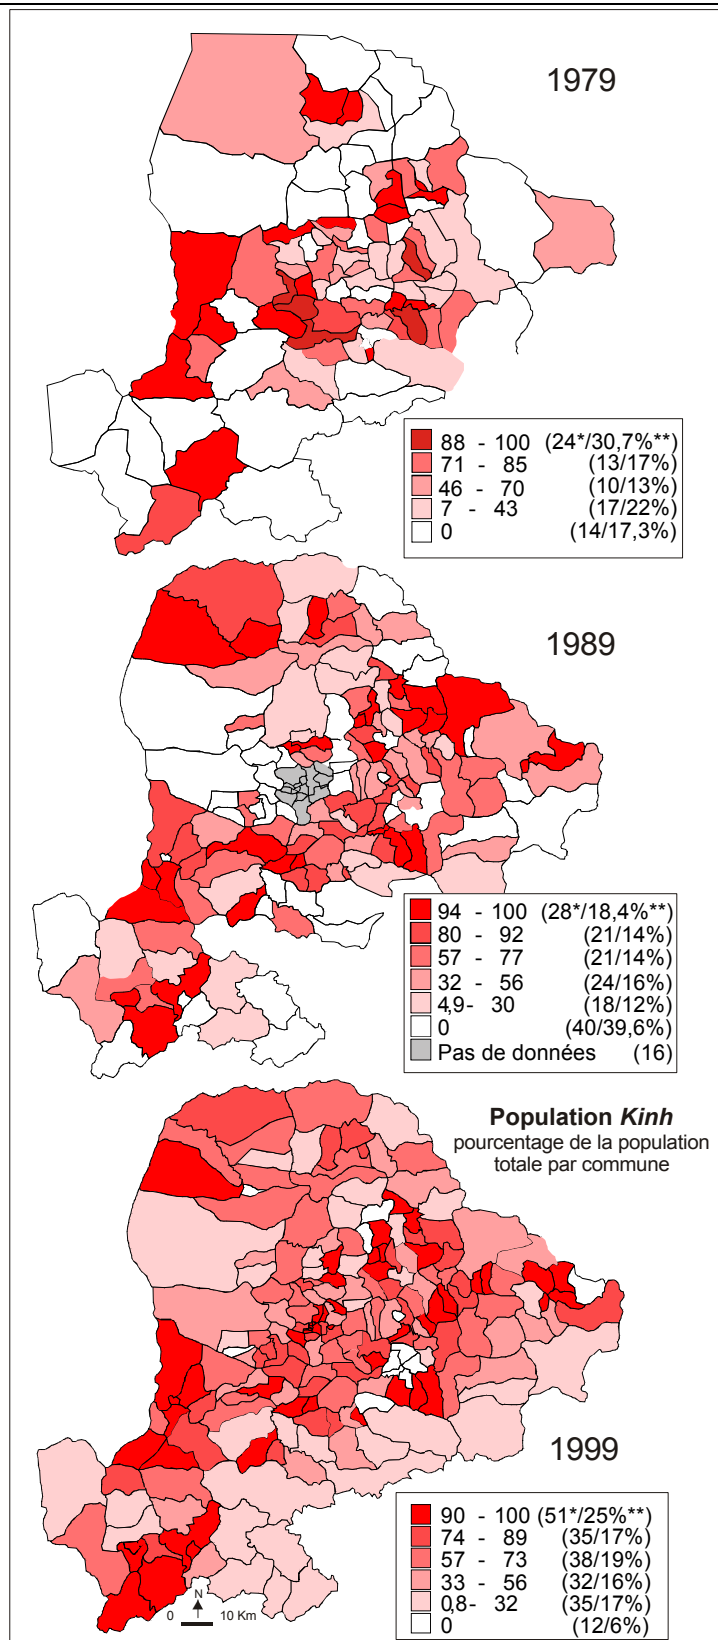 1979
88 - 100 (24*/30,7%**)
71 - 85 (13/17%)
46 - 70 (10/13%)
7 - 43 (17/22%)
0 (14/17,3%)
1989
94 - 100 (28*/18,4%**)
80 - 92 (21/14%)
57 - 77 (21/14%)
32 - 56 (24/16%)
4,9- 30 (18/12%)
0 (40/39,6%)
Pas de données (16)
Population Kinh
pourcentage de la population
totale par commune
1999
90 - 100 (51*/25%**)
74 - 89 (35/17%)
57 - 73 (38/19%)
33 - 56 (32/16%)
0,8- 32 (35/17%)
0 (12/6%)
N
0 10 Km